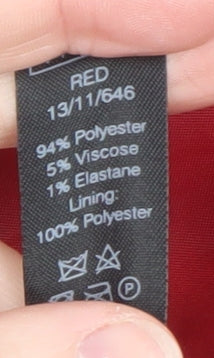 RED
13/11/646
94% Polyester
5% Viscose
1% Elastane
Lining:
100% Polyester
P